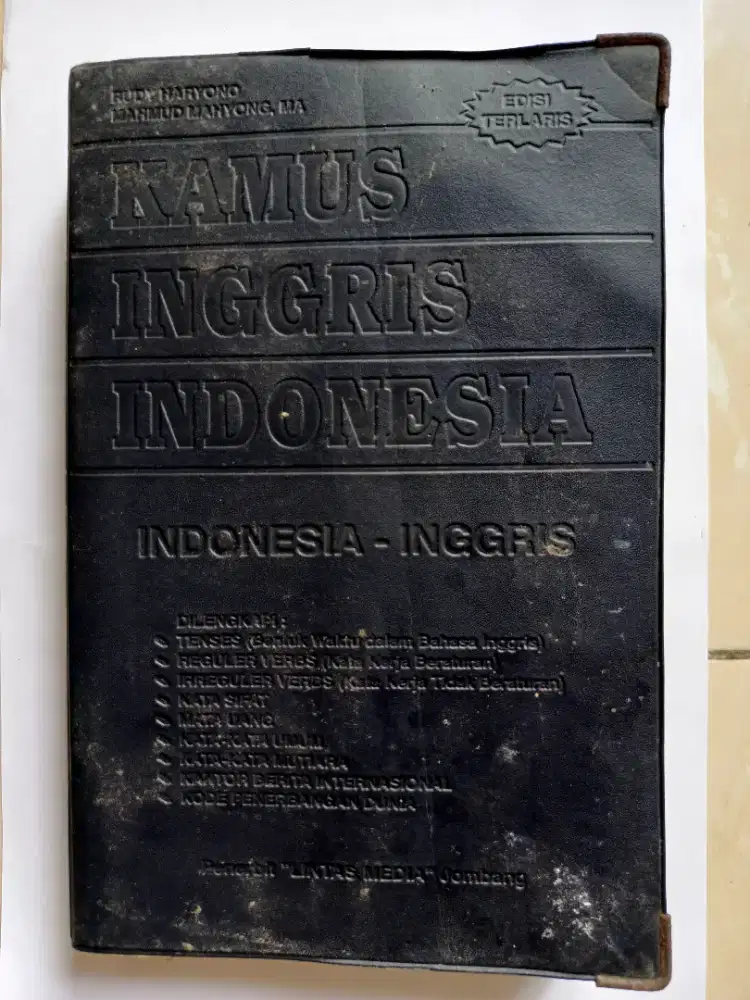 RUDY HARYONO
MAHMUD MAHYONG, MA
EDISI
TERLARIS
KAMUS
INGGRIS
INDONESIA
INDONESIA - INGGRIS
DILENGKAPI :
TENSES (Bentuk Waktu dalam Bahasa Inggris)
REGULER VERBS (Kata Kerja Beraturan)
IRREGULER VERBS (Kata Kerja Tidak Beraturan)
KATA SIFAT
MATA UANG
KATA-KATA UMUM
KATA-KATA MUTIARA
KANTOR BERITA INTERNASIONAL
KODE PENERBANGAN DUNIA
Penerbit "LINTAS MEDIA" Jombang